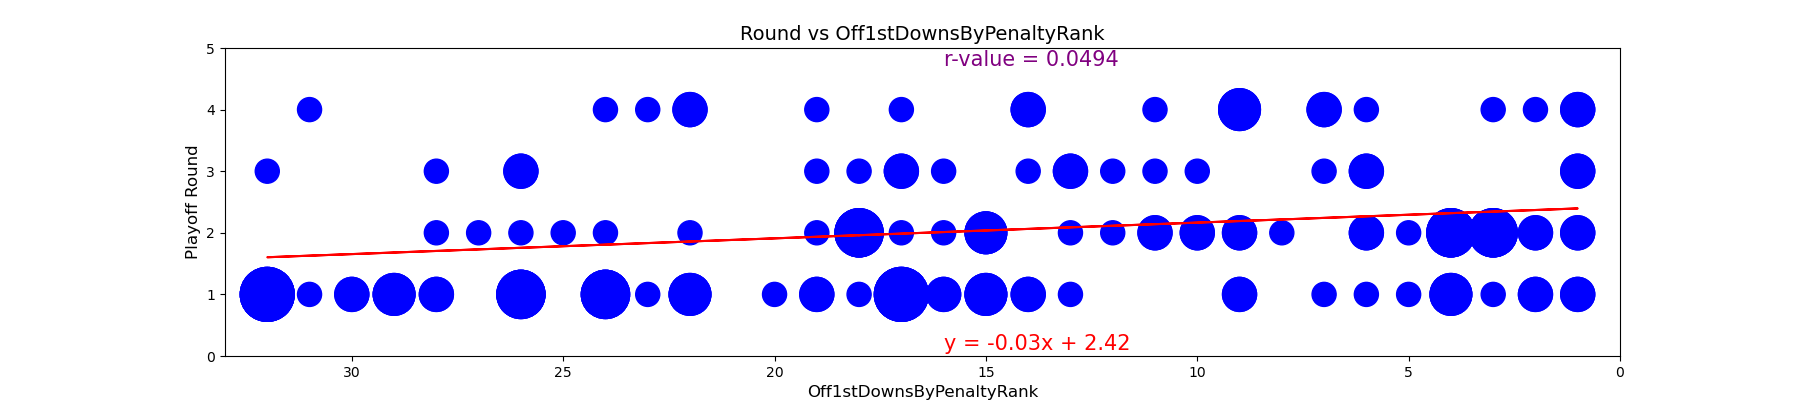 Round vs Off1stDownsByPenaltyRank
r-value = 0.0494
5
4
3
2
1
0
Playoff Round
y = -0.03x + 2.42
30
25
20
15
10
5
0
Off1stDownsByPenaltyRank